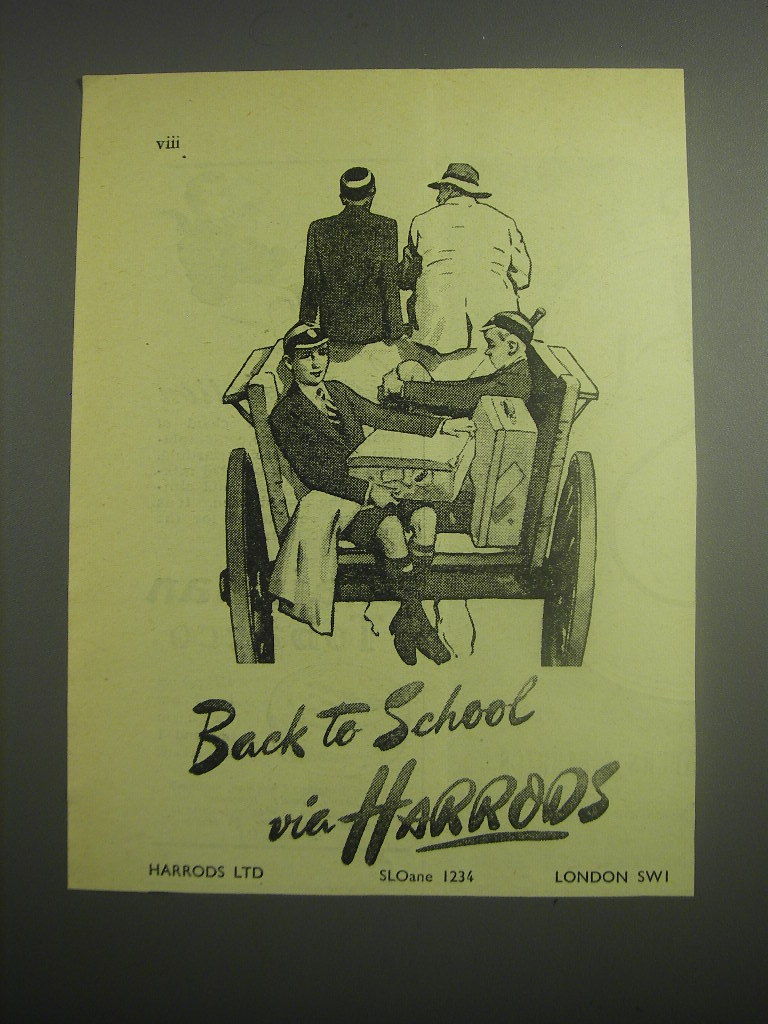 viii
Back to School
via HARRODS
HARRODS LTD SLOane 1234 LONDON SW1